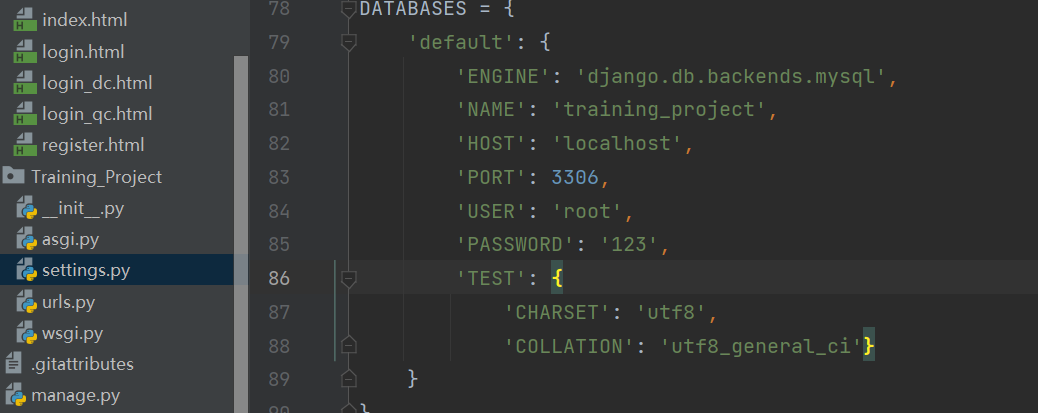 index.html
login.html
login_dc.html
login_qc.html
register.html
Training_Project
__init__.py
asgi.py
settings.py
urls.py
wsgi.py
.gitattributes
manage.py
78 DATABASES = {
79 'default': {
80 'ENGINE': 'django.db.backends.mysql',
81 'NAME': 'training_project',
82 'HOST': 'localhost',
83 'PORT': 3306,
84 'USER': 'root',
85 'PASSWORD': '123',
86 'TEST': {
87 'CHARSET': 'utf8',
88 'COLLATION': 'utf8_general_ci'}
89 }
90 }